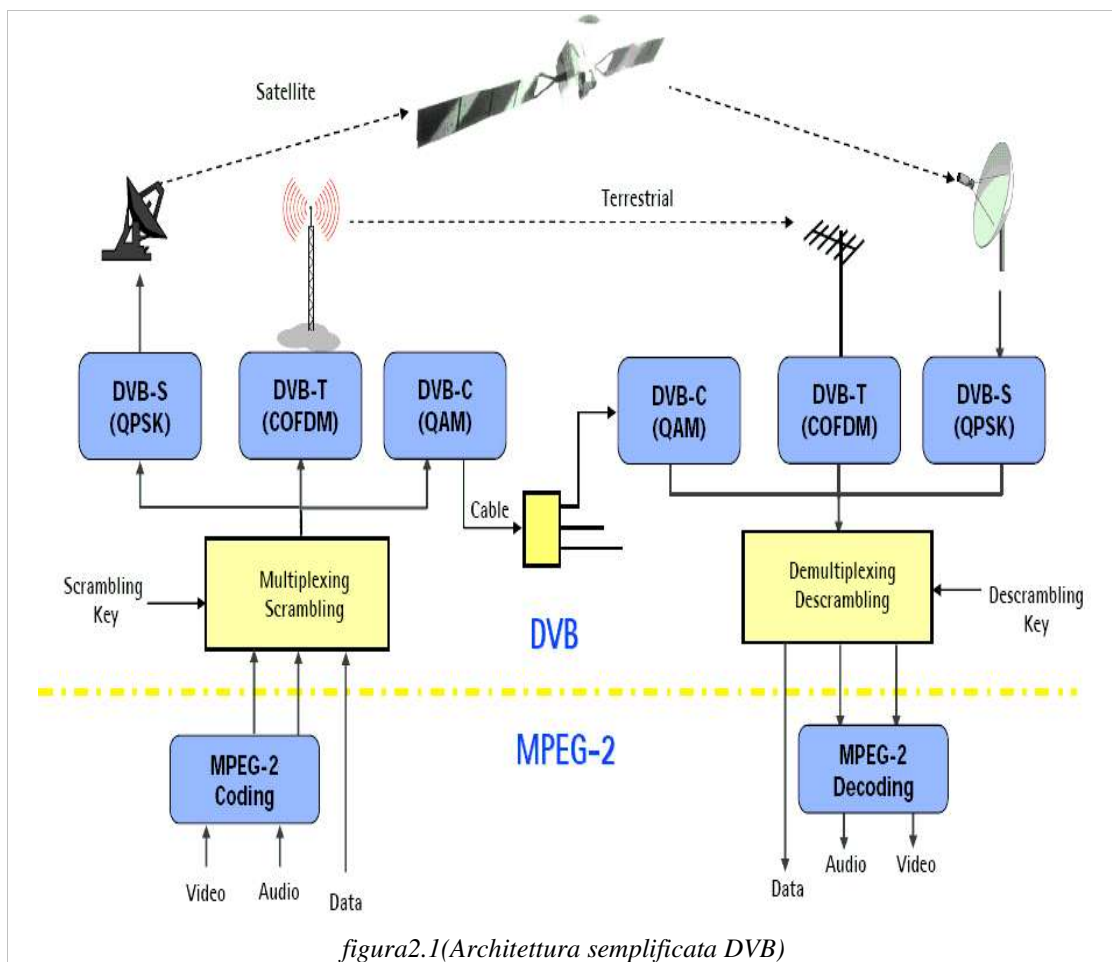 Satellite
Terrestrial
DVB-S
(QPSK)
DVB-T
(COFDM)
DVB-C
(QAM)
DVB-C
(QAM)
DVB-T
(COFDM)
DVB-S
(QPSK)
Cable
Scrambling
Key
Multiplexing
Scrambling
Demultiplexing
Descrambling
Descrambling
Key
DVB
MPEG-2
MPEG-2
Coding
MPEG-2
Decoding
Video
Audio
Data
Data
Audio
Video
figura2.1(Architettura semplificata DVB)